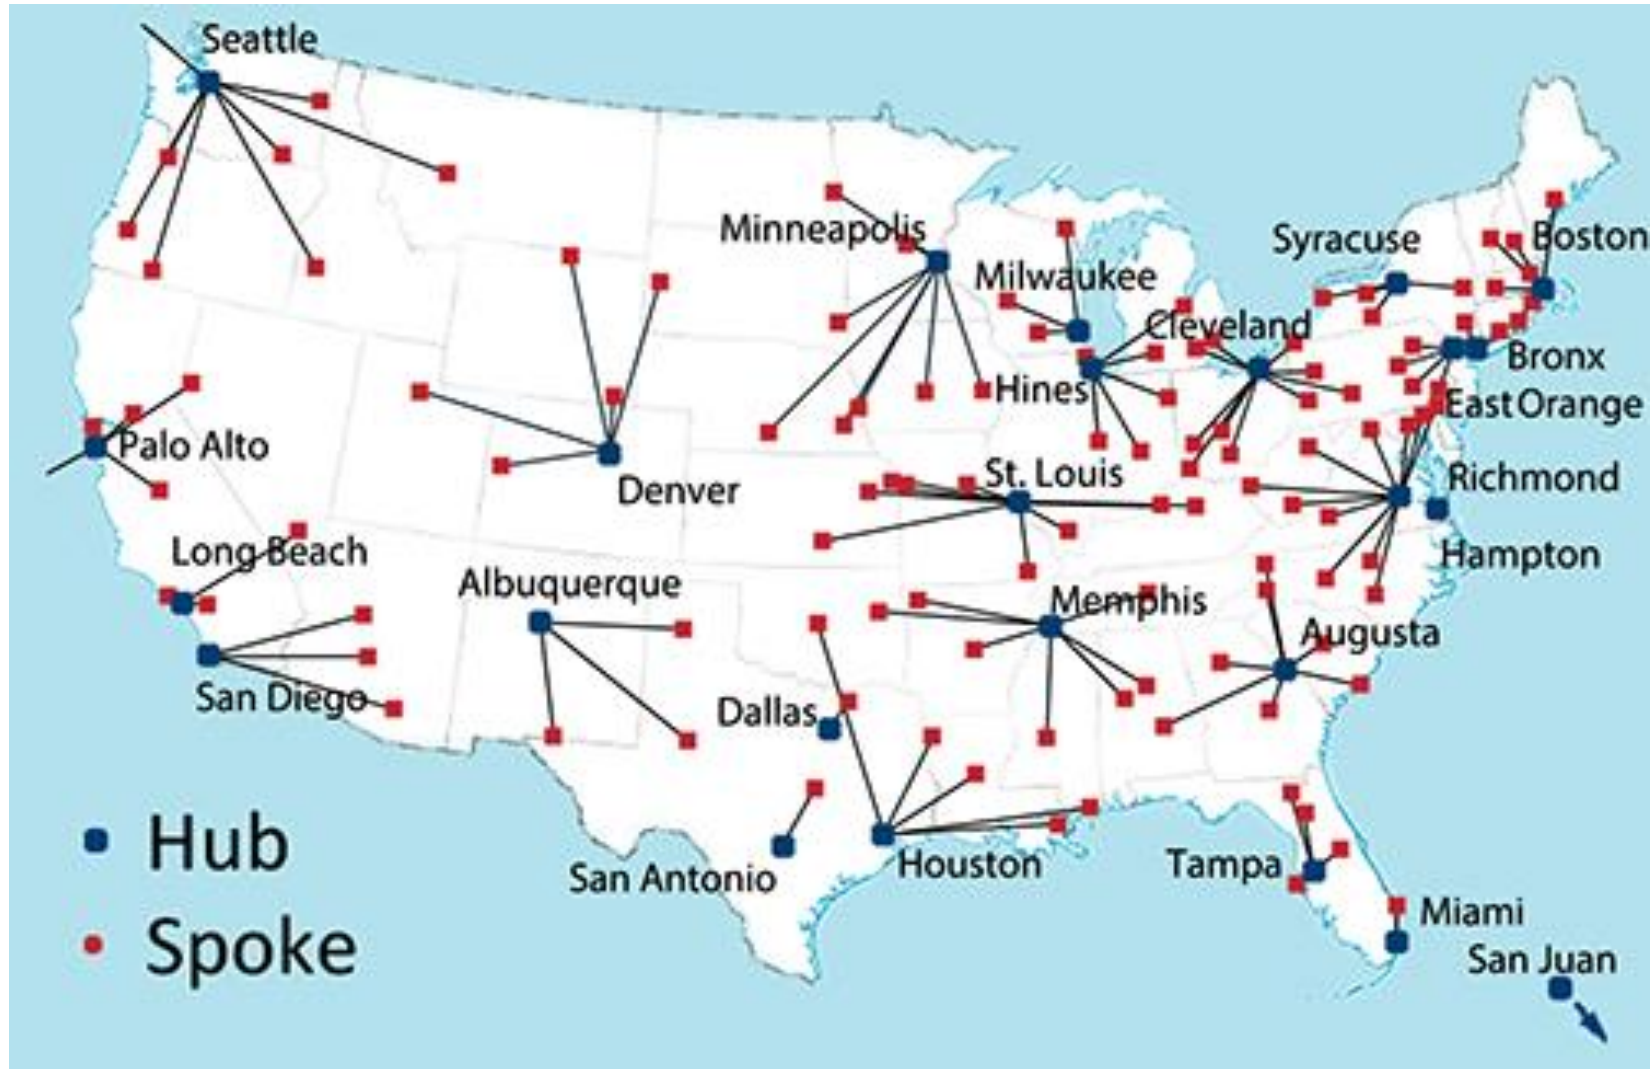 Seattle
Minneapolis
Syracuse
Boston
Milwaukee
Cleveland
Bronx
Hines
East Orange
Palo Alto
Denver
St. Louis
Richmond
Long Beach
Albuquerque
Hampton
Memphis
Augusta
San Diego
Dallas
Hub
San Antonio
Houston
Tampa
Miami
Spoke
San Juan